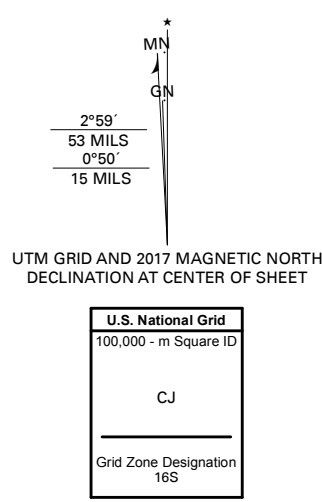 MN
GN
2°59´
53 MILS
0°50´
15 MILS
UTM GRID AND 2017 MAGNETIC NORTH
DECLINATION AT CENTER OF SHEET
U.S. National Grid
100,000 - m Square ID
CJ
Grid Zone Designation
16S